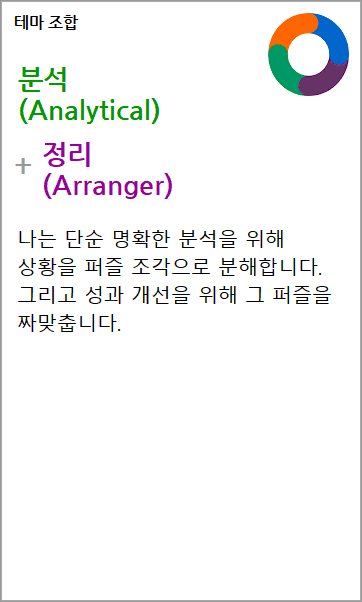 테마 조합
분석
(Analytical)
+ 정리
(Arranger)
나는 단순 명확한 분석을 위해
상황을 퍼즐 조각으로 분해합니다.
그리고 성과 개선을 위해 그 퍼즐을
짜맞춥니다.